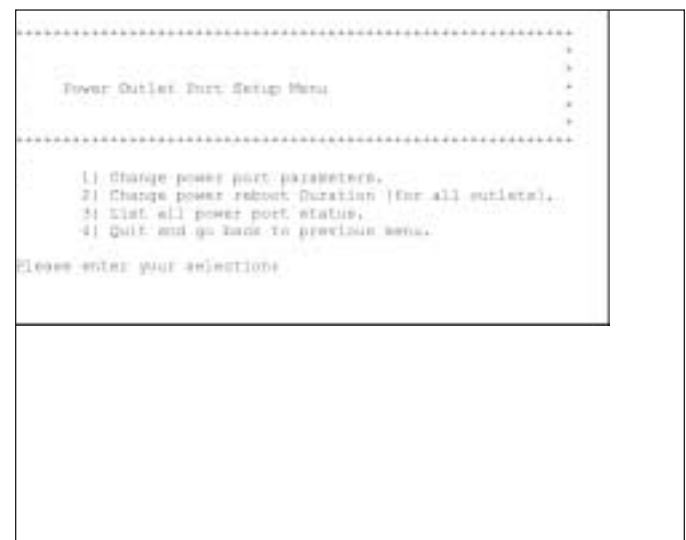 ************************************************************
*
*
Power Outlet Port Setup Menu *
*
*
************************************************************
1) Change power port parameters.
2) Change power reboot Duration (for all outlets).
3) List all power port status.
4) Quit and go back to previous menu.
Please enter your selection: